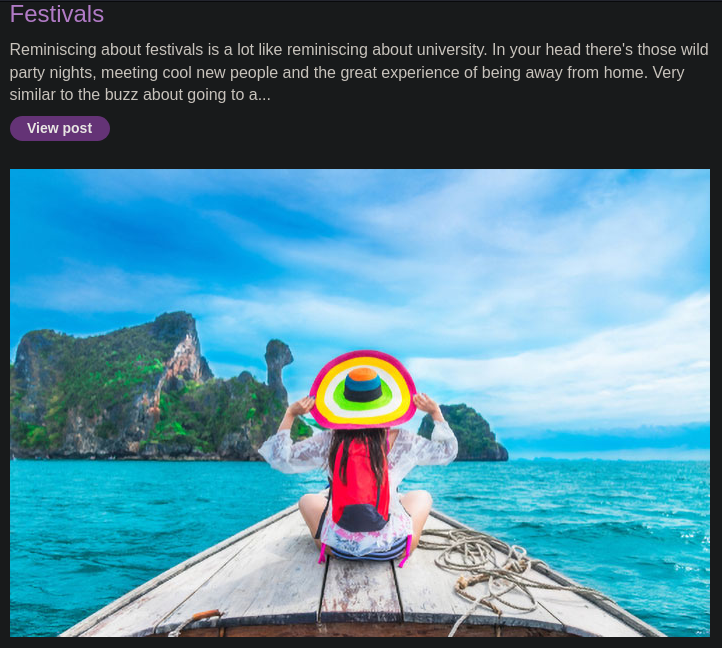 Festivals
Reminiscing about festivals is a lot like reminiscing about university. In your head there's those wild
party nights, meeting cool new people and the great experience of being away from home. Very
similar to the buzz about going to a...
View post